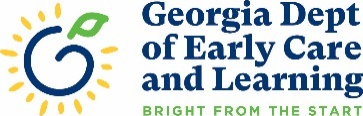 Georgia Dept
of Early Care
and Learning
BRIGHT FROM THE START